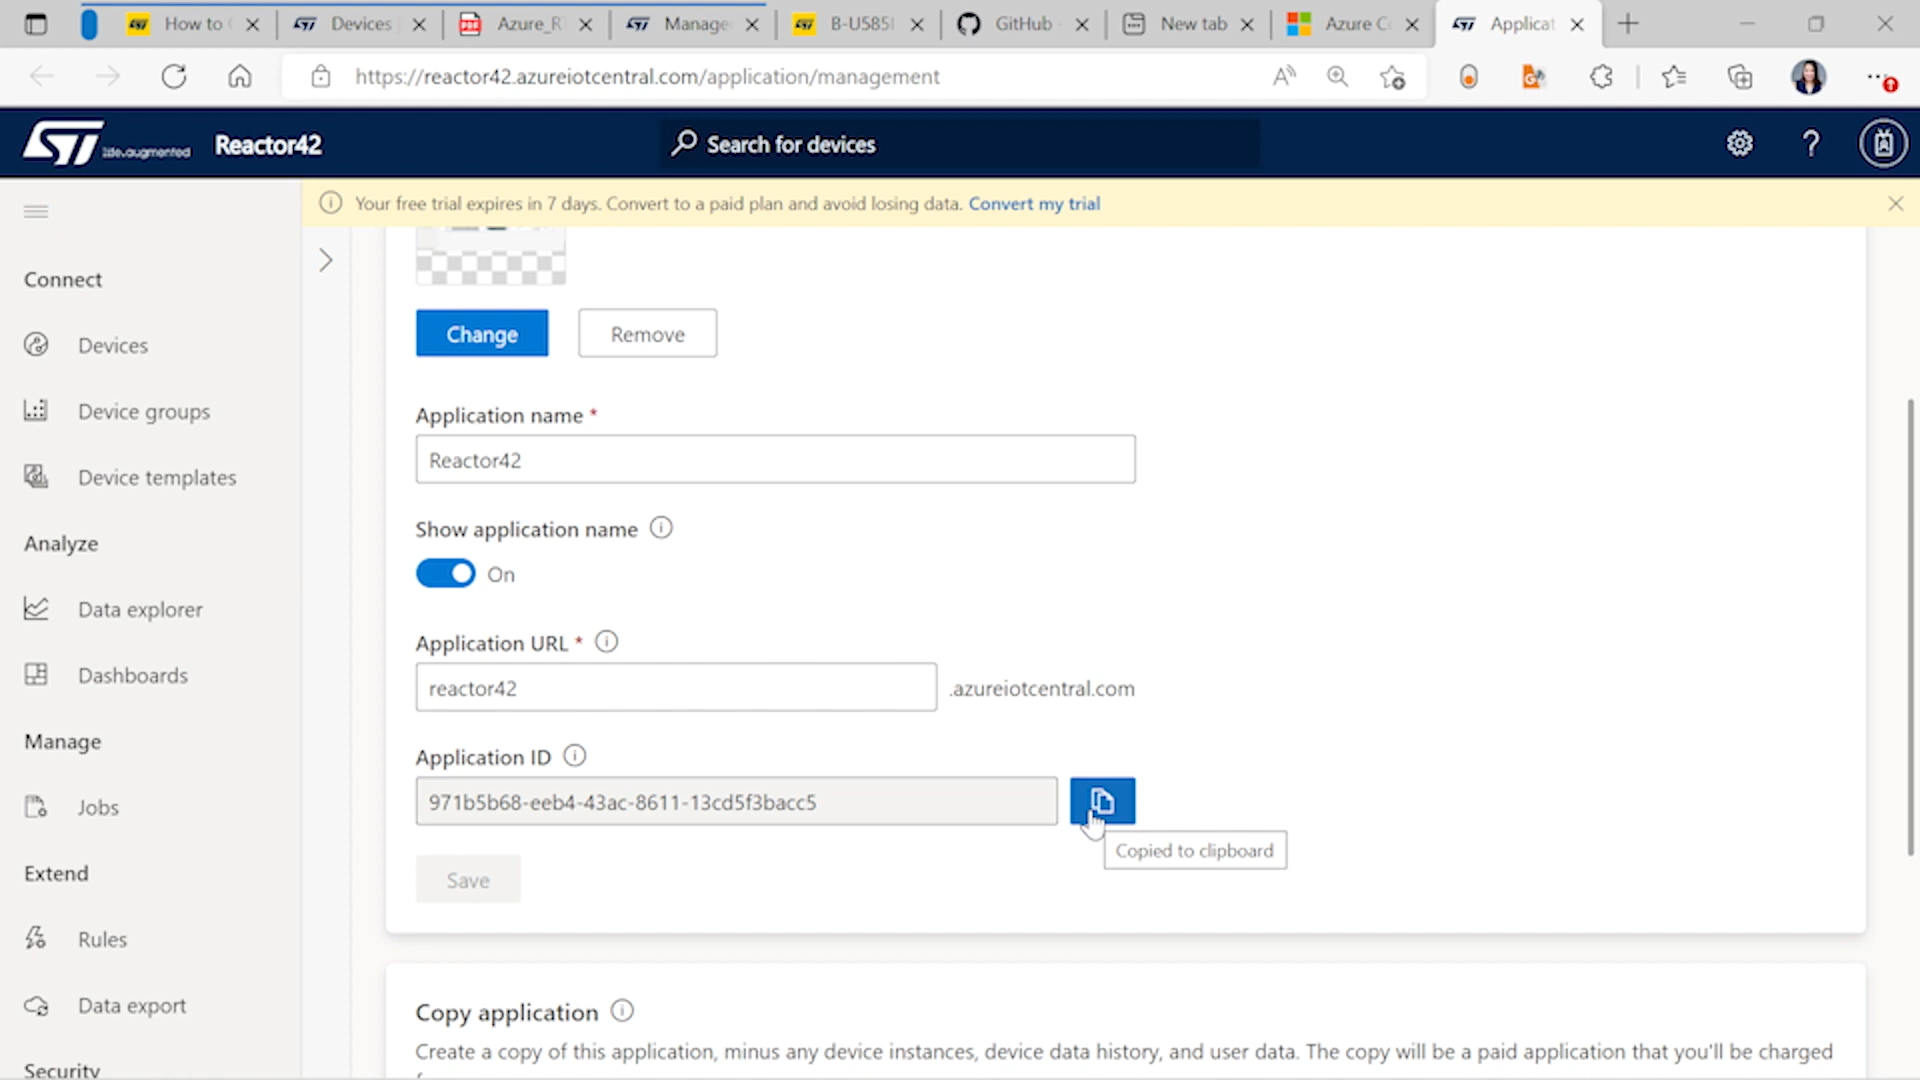 How to
Devices
Azure_R
Manage
B-U585I
GitHub
New tab
Azure C
Applicat
https://reactor42.azureiotcentral.com/application/management
ST life.augmented
Reactor42
Search for devices
Your free trial expires in 7 days. Convert to a paid plan and avoid losing data. Convert my trial
Connect
Devices
Device groups
Device templates
Analyze
Data explorer
Dashboards
Manage
Jobs
Extend
Rules
Data export
Security
Change
Remove
Application name *
Reactor42
Show application name
On
Application URL *
reactor42
.azureiotcentral.com
Application ID
971b5b68-eeb4-43ac-8611-13cd5f3bacc5
Copied to clipboard
Save
Copy application
Create a copy of this application, minus any device instances, device data history, and user data. The copy will be a paid application that you'll be charged